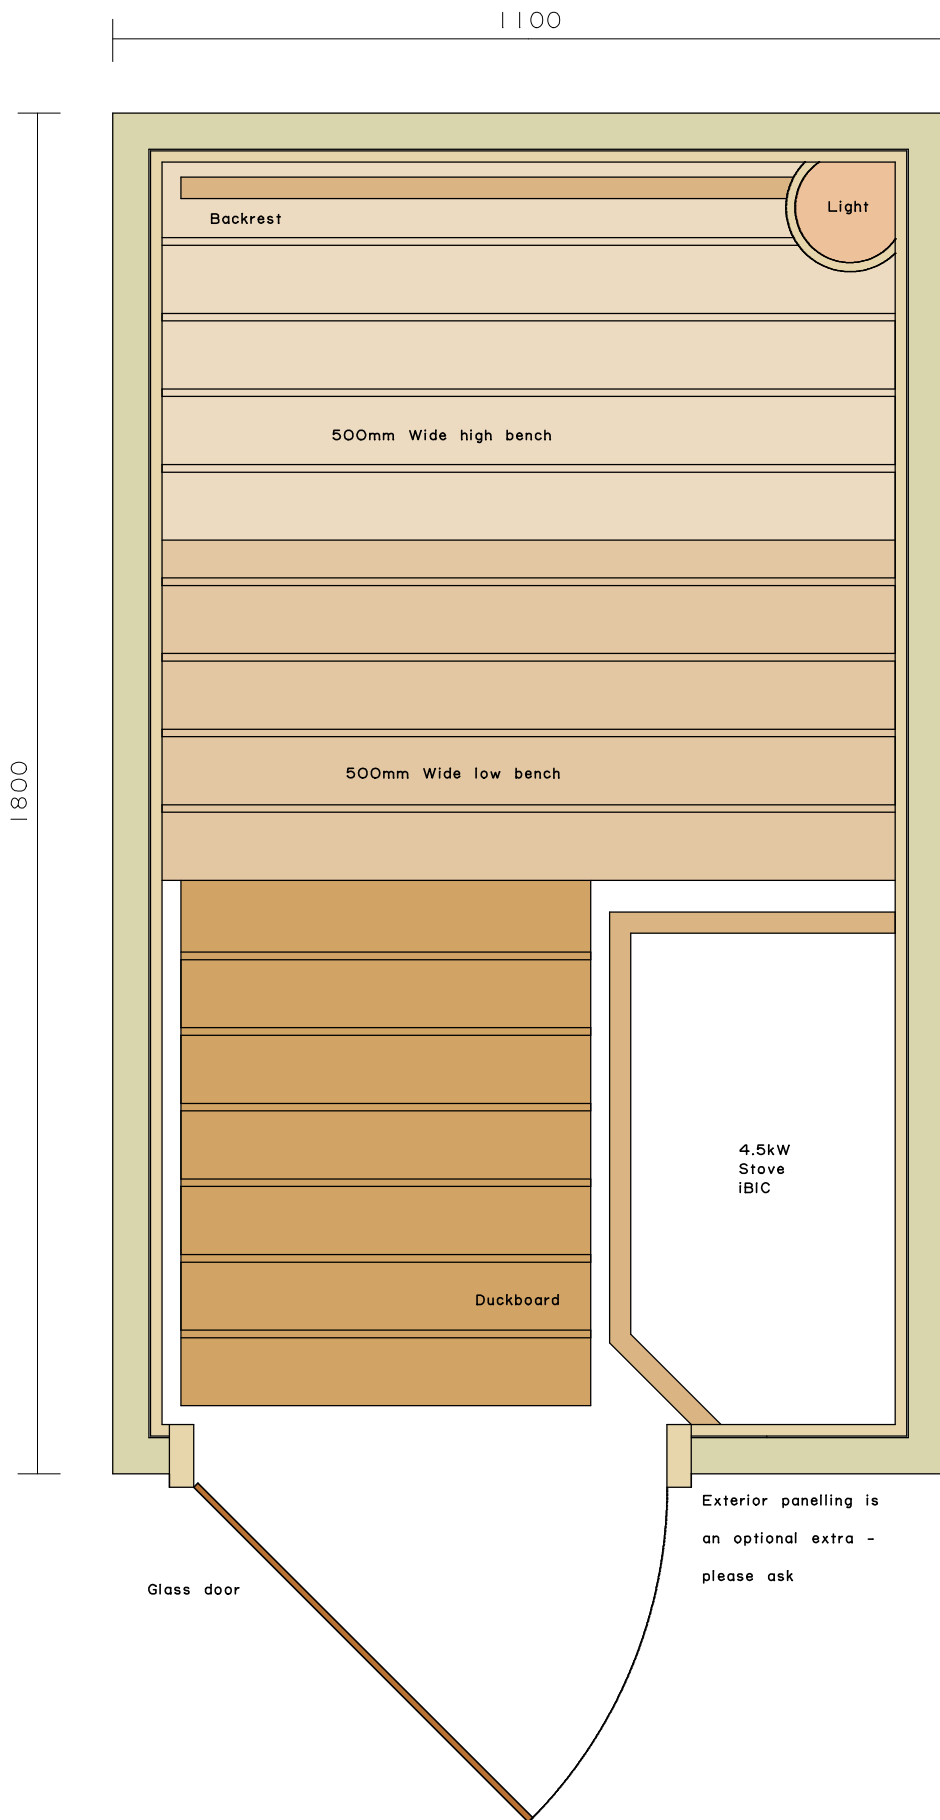 1100
Light
Backrest
500mm Wide high bench
1800
500mm Wide low bench
4.5kW
Stove
iBIC
Duckboard
Exterior panelling is
an optional extra -
please ask
Glass door